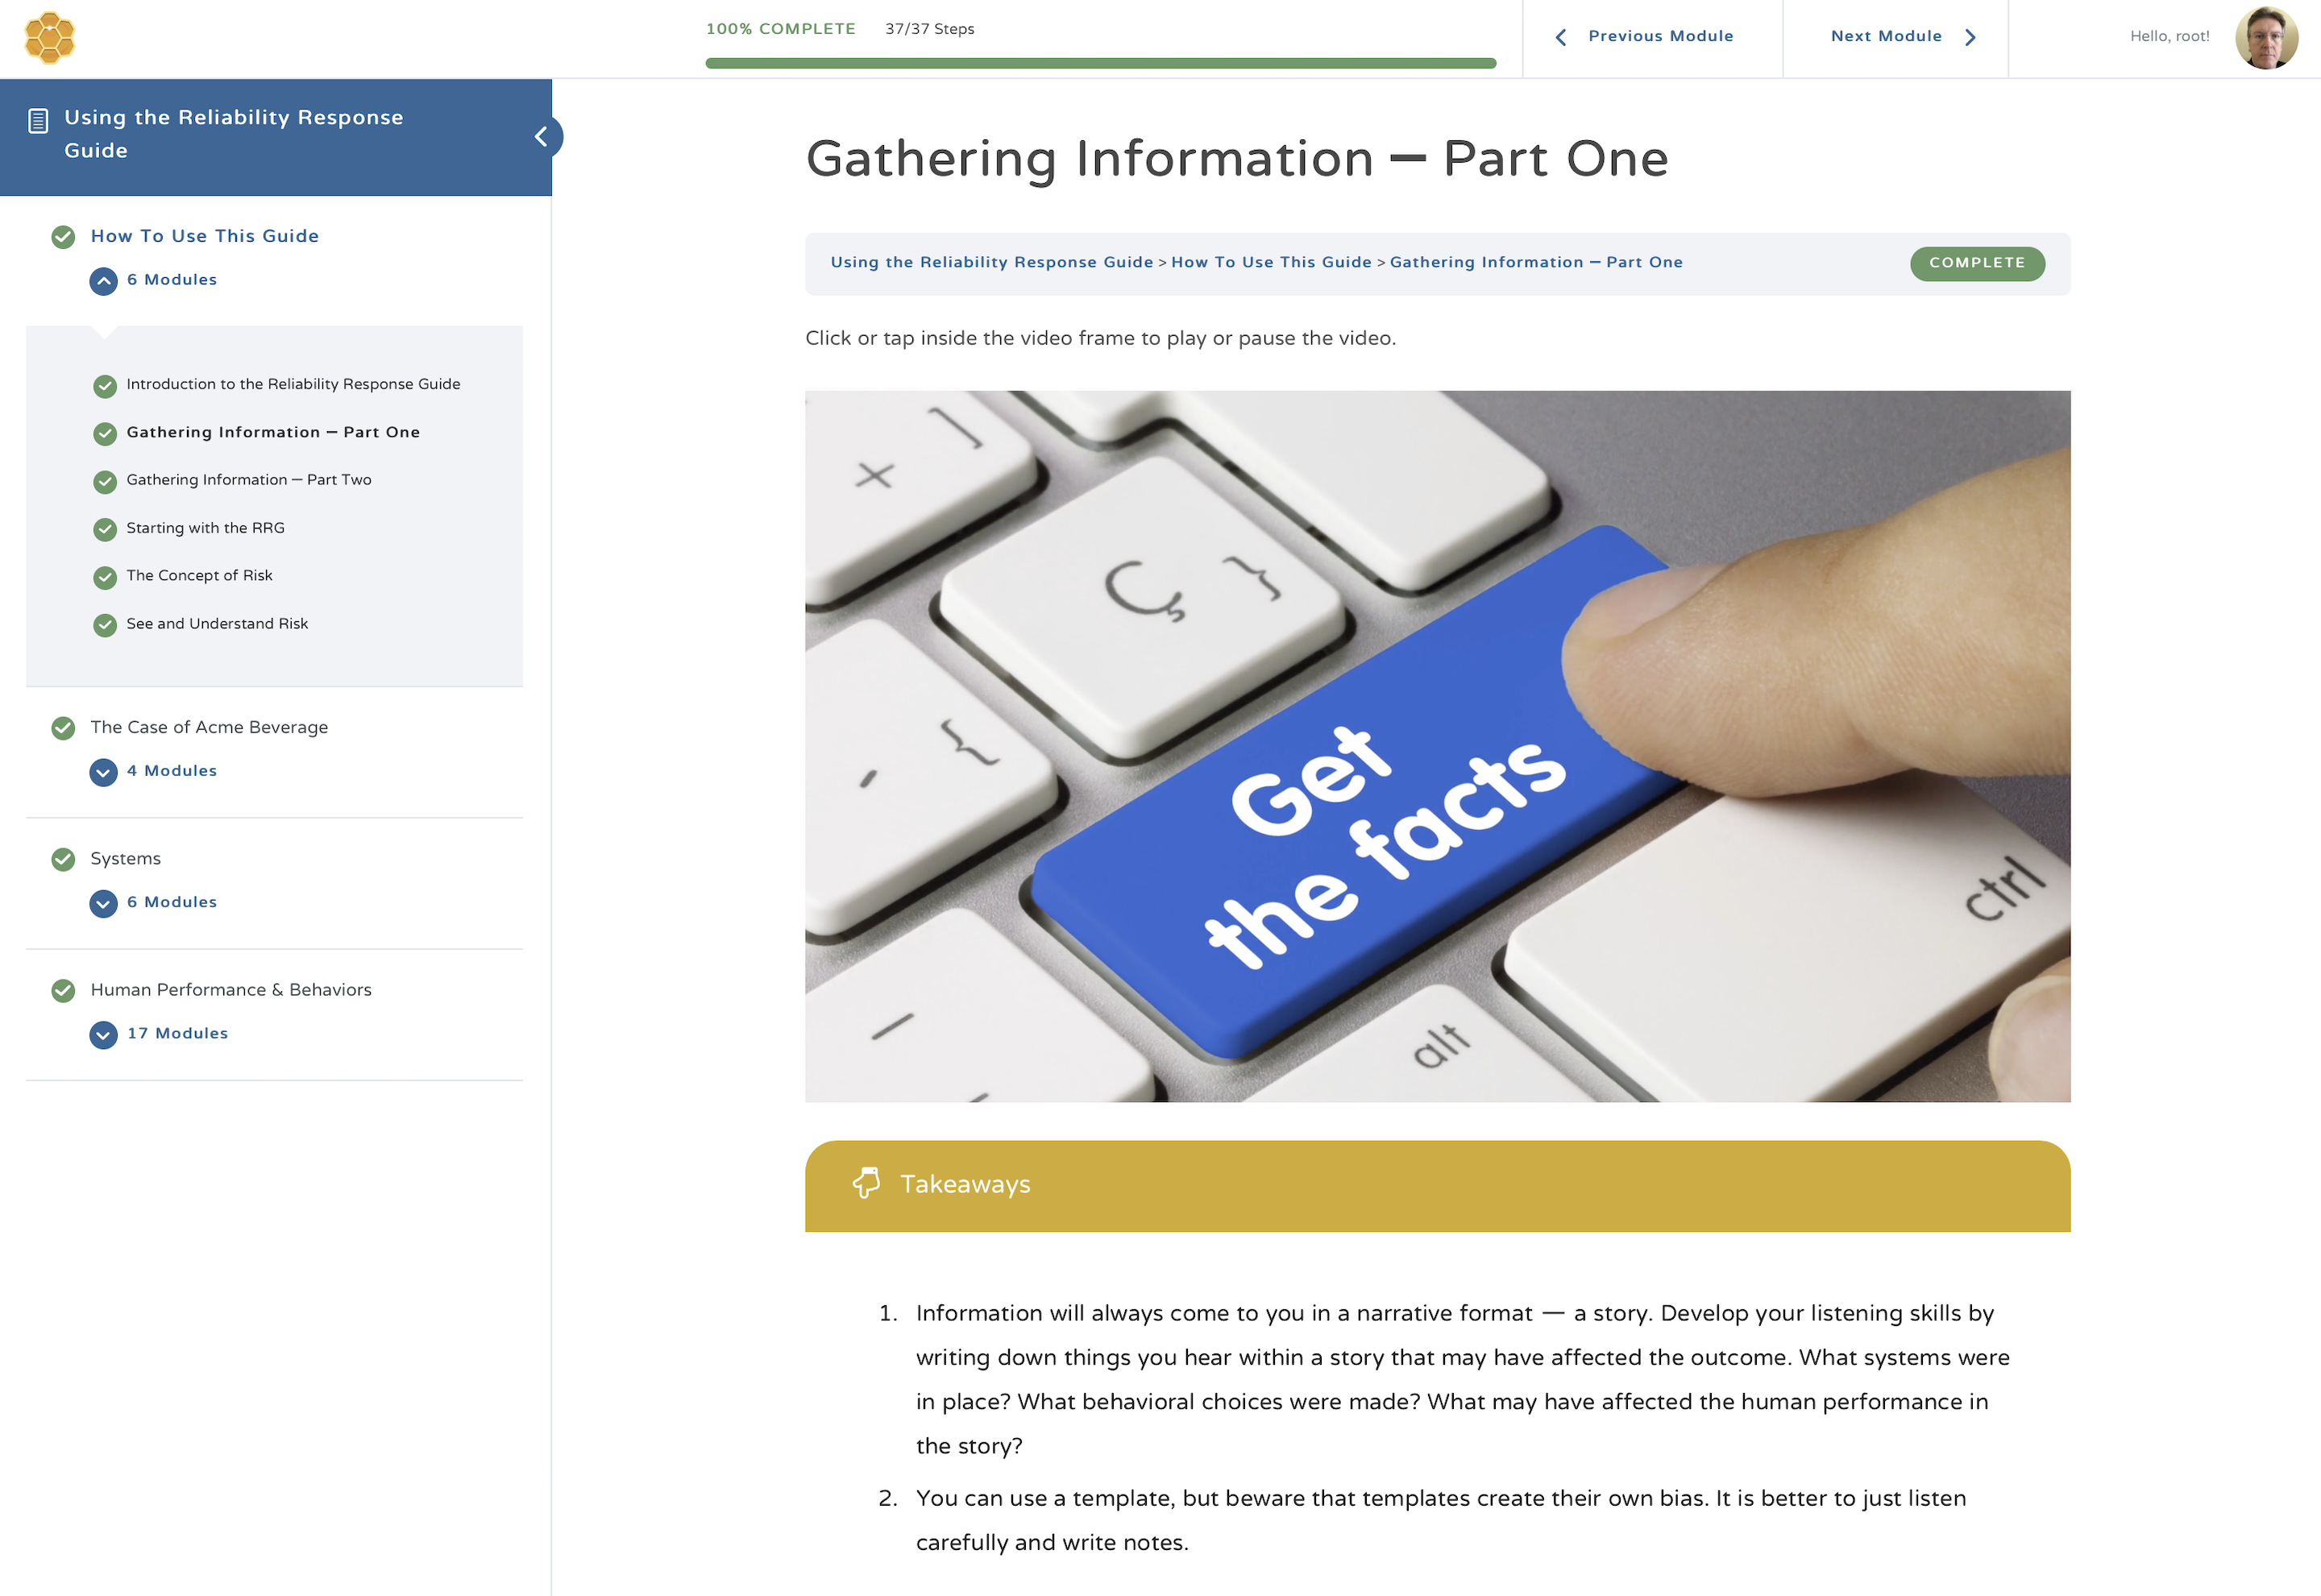 100% COMPLETE 37/37 Steps
Previous Module
Next Module
Hello, root!
Using the Reliability Response
Guide
How To Use This Guide
6 Modules
Introduction to the Reliability Response Guide
Gathering Information – Part One
Gathering Information – Part Two
Starting with the RRG
The Concept of Risk
See and Understand Risk
The Case of Acme Beverage
4 Modules
Systems
6 Modules
Human Performance & Behaviors
17 Modules
Gathering Information – Part One
Using the Reliability Response Guide > How To Use This Guide > Gathering Information – Part One
COMPLETE
Click or tap inside the video frame to play or pause the video.
+ ]
Ç }
´ {
Get
the facts
ctrl
alt
–
Takeaways
1. Information will always come to you in a narrative format — a story. Develop your listening skills by
writing down things you hear within a story that may have affected the outcome. What systems were
in place? What behavioral choices were made? What may have affected the human performance in
the story?
2. You can use a template, but beware that templates create their own bias. It is better to just listen
carefully and write notes.